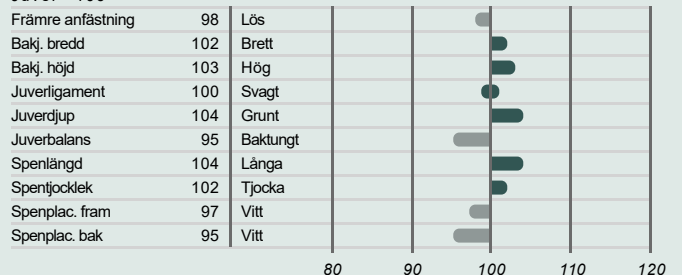 Främre anfästning 98 Lös
Bakj. bredd 102 Brett
Bakj. höjd 103 Hög
Juverligament 100 Svagt
Juverdjup 104 Grunt
Juverbalans 95 Baktungt
Spenlängd 104 Långa
Spentjocklek 102 Tjocka
Spenplac. fram 97 Vitt
Spenplac. bak 95 Vitt
80 90 100 110 120